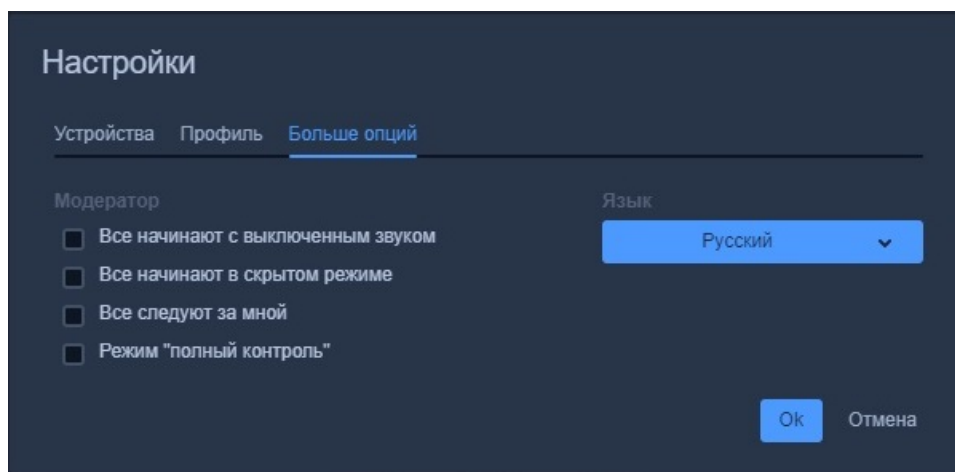 Настройки
Устройства Профиль Больше опций
Модератор
Все начинают с выключенным звуком
Все начинают в скрытом режиме
Все следуют за мной
Режим "полный контроль"
Язык
Русский
Ok Отмена